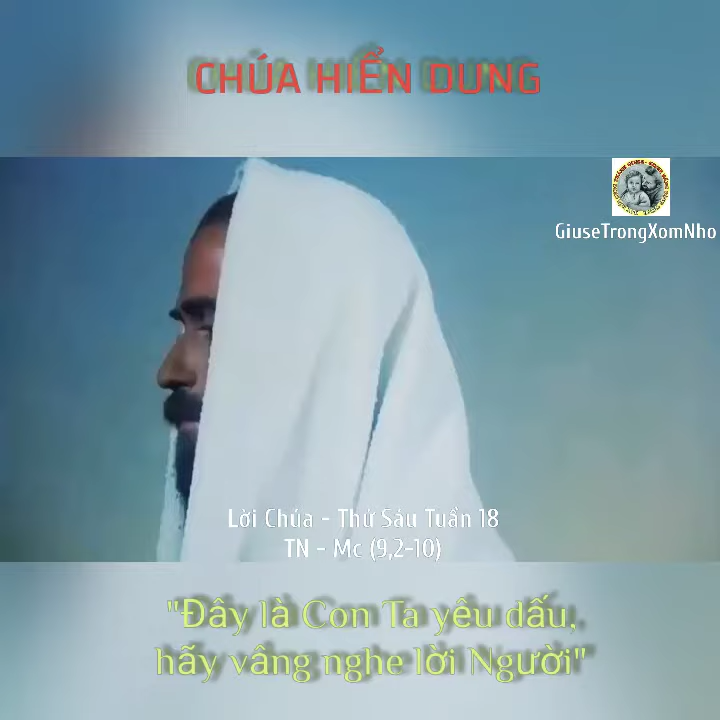 CHÚA HIỂN DUNG
GiuseTrongXomNho
Lời Chúa - Thứ Sáu Tuần 18
TN - Mc (9,2-10)
"Đây là Con Ta yêu dấu,
hãy vâng nghe lời Người"